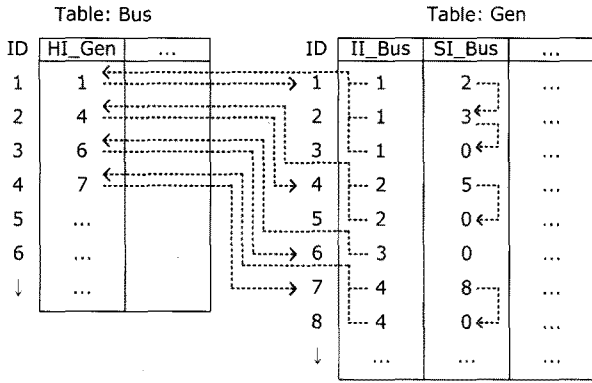 Table: Bus Table: Gen
ID HI_Gen ... ID II_Bus SI_Bus ...
1 1 1 1 2 ...
2 4 2 1 3 ...
3 6 3 1 0 ...
4 7 4 2 5 ...
5 ... 5 2 0 ...
6 ... 6 3 0 ...
↓ ... 7 4 8 ...
8 4 0 ...
↓ ... ... ...